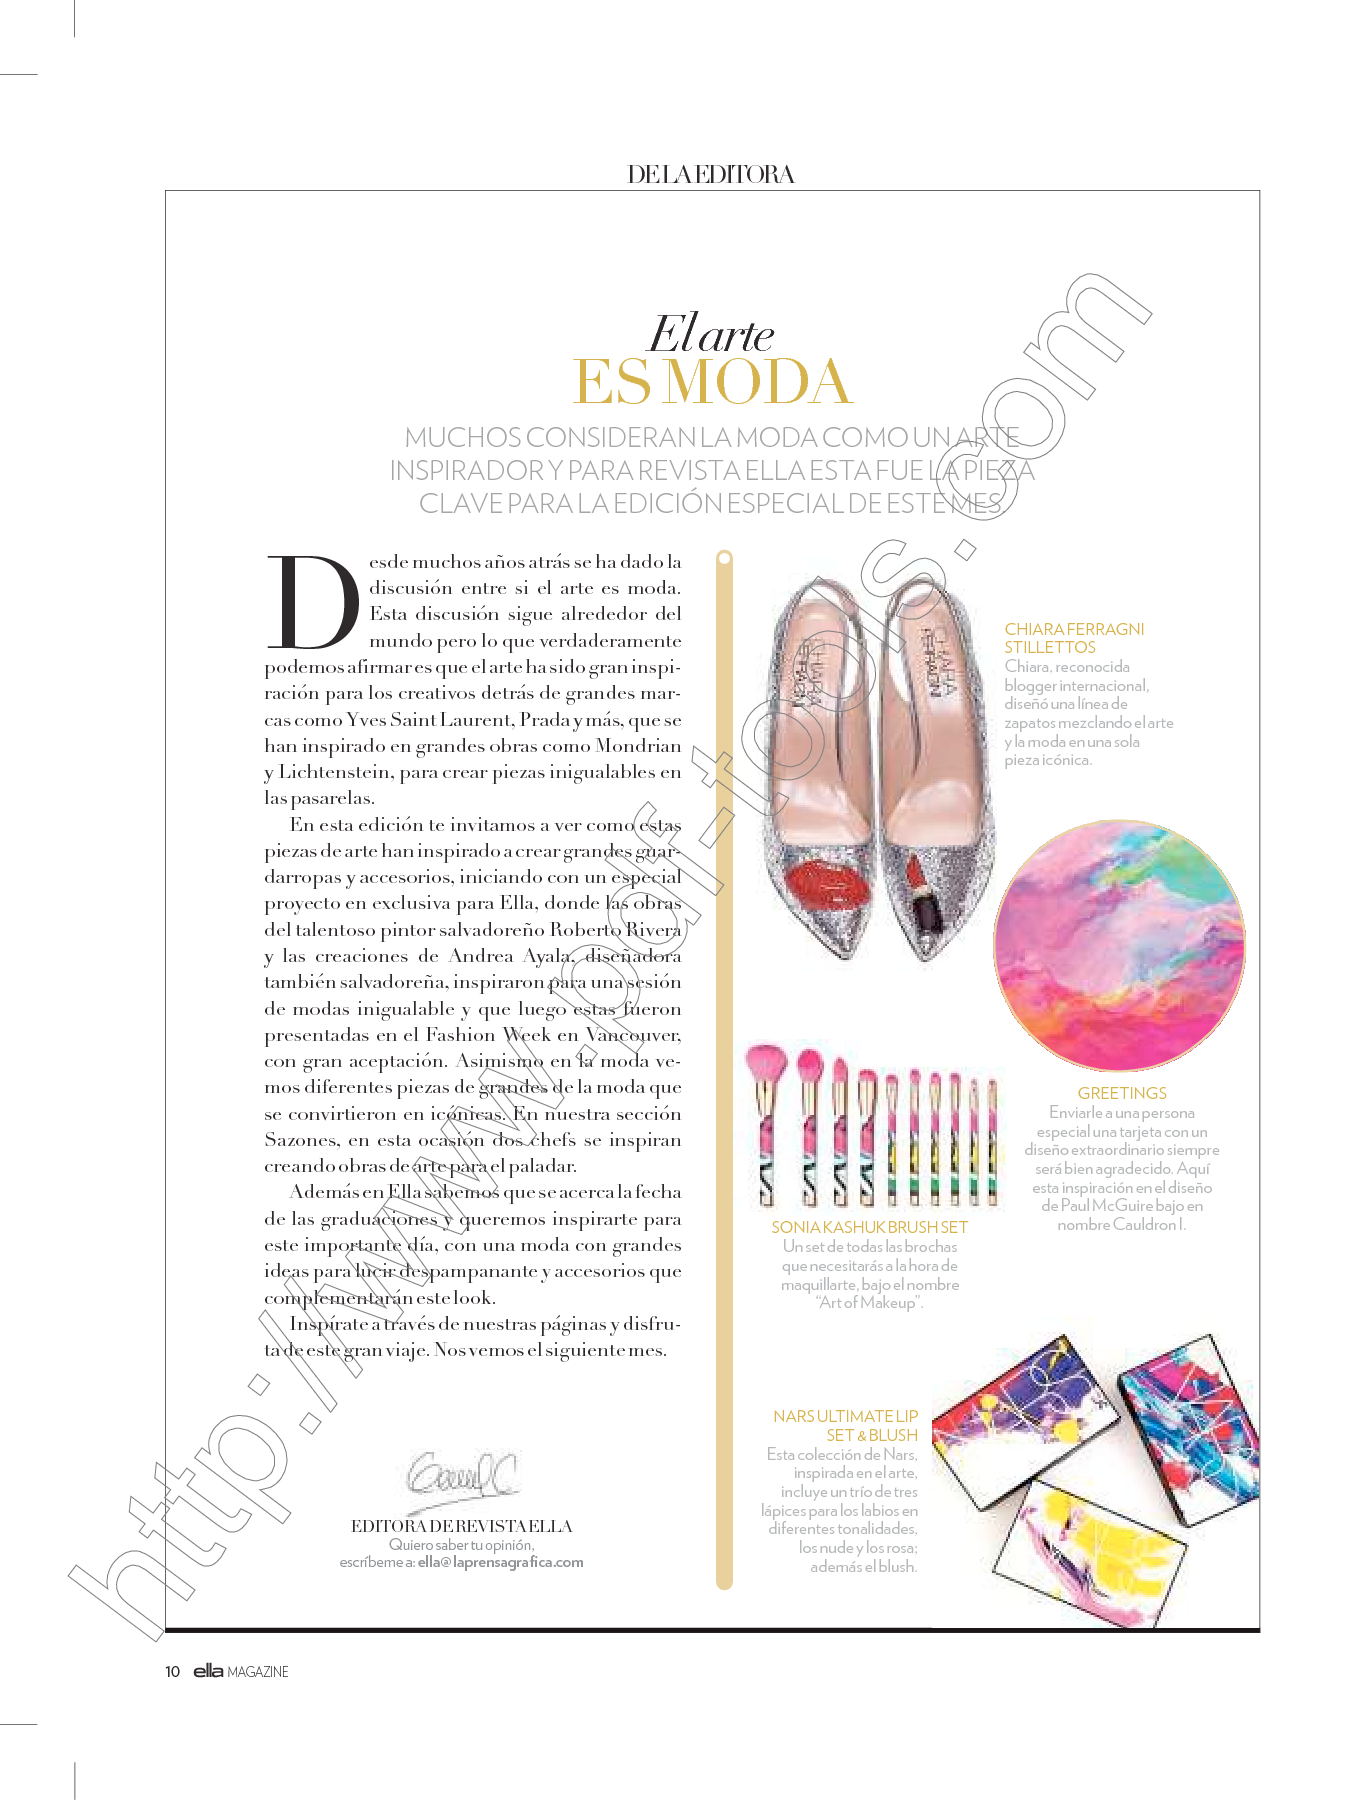 DE LA EDITORA
El arte
ES MODA
MUCHOS CONSIDERAN LA MODA COMO UN ARTE
INSPIRADOR Y PARA REVISTA ELLA ESTA FUE LA PIEZA
CLAVE PARA LA EDICIÓN ESPECIAL DE ESTE MES.
Desde muchos años atrás se ha dado la
discusión entre si el arte es moda.
Esta discusión sigue alrededor del
mundo pero lo que verdaderamente
podemos afirmar es que el arte ha sido gran inspi-
ración para los creativos detrás de grandes mar-
cas como Yves Saint Laurent, Prada y más, que se
han inspirado en grandes obras como Mondrian
y Lichtenstein, para crear piezas inigualables en
las pasarelas.
En esta edición te invitamos a ver como estas
piezas de arte han inspirado a crear grandes guar-
darropas y accesorios, iniciando con un especial
proyecto en exclusiva para Ella, donde las obras
del talentoso pintor salvadoreño Roberto Rivera
y las creaciones de Andrea Ayala, diseñadora
también salvadoreña, inspiraron para una sesión
de modas inigualable y que luego estas fueron
presentadas en el Fashion Week en Vancouver,
con gran aceptación. Asimismo en la moda ve-
mos diferentes piezas de grandes de la moda que
se convirtieron en icónicas. En nuestra sección
Sazones, en esta ocasión dos chefs se inspiran
creando obras de arte para el paladar.
Además en Ella sabemos que se acerca la fecha
de las graduaciones y queremos inspirarte para
este importante día, con una moda con grandes
ideas para lucir despampanante y accesorios que
complementarán este look.
Inspírate a través de nuestras páginas y disfru-
ta de este gran viaje. Nos vemos el siguiente mes.
EDITORA DE REVISTA ELLA
Quiero saber tu opinión,
escríbeme a: ella@laprensagrafica.com
CHIARA FERRAGNI
CHIARA FERRAGNI
CHIARA FERRAGNI
STILLETTOS
Chiara, reconocida
blogger internacional,
diseñó una línea de
zapatos mezclando el arte
y la moda en una sola
pieza icónica.
GREETINGS
Enviarle a una persona
especial una tarjeta con un
diseño extraordinario siempre
será bien agradecido. Aquí
esta inspiración en el diseño
de Paul McGuire bajo en
nombre Cauldron I.
SONIA KASHUK BRUSH SET
Un set de todas las brochas
que necesitarás a la hora de
maquillarte, bajo el nombre
“Art of Makeup”.
NARS ULTIMATE LIP
SET & BLUSH
Esta colección de Nars,
inspirada en el arte,
incluye un trío de tres
lápices para los labios en
diferentes tonalidades,
los nude y los rosa;
además el blush.
10 ella MAGAZINE
http://www.pdf-tools.com